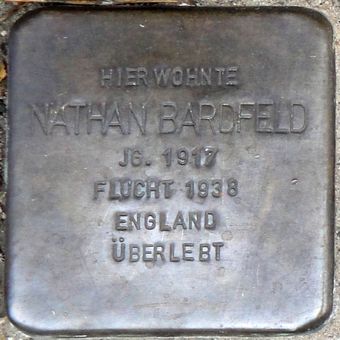 HIER WOHNTE
NATHAN BARDFELD
JG. 1917
FLUCHT 1938
ENGLAND
ÜBERLEBT